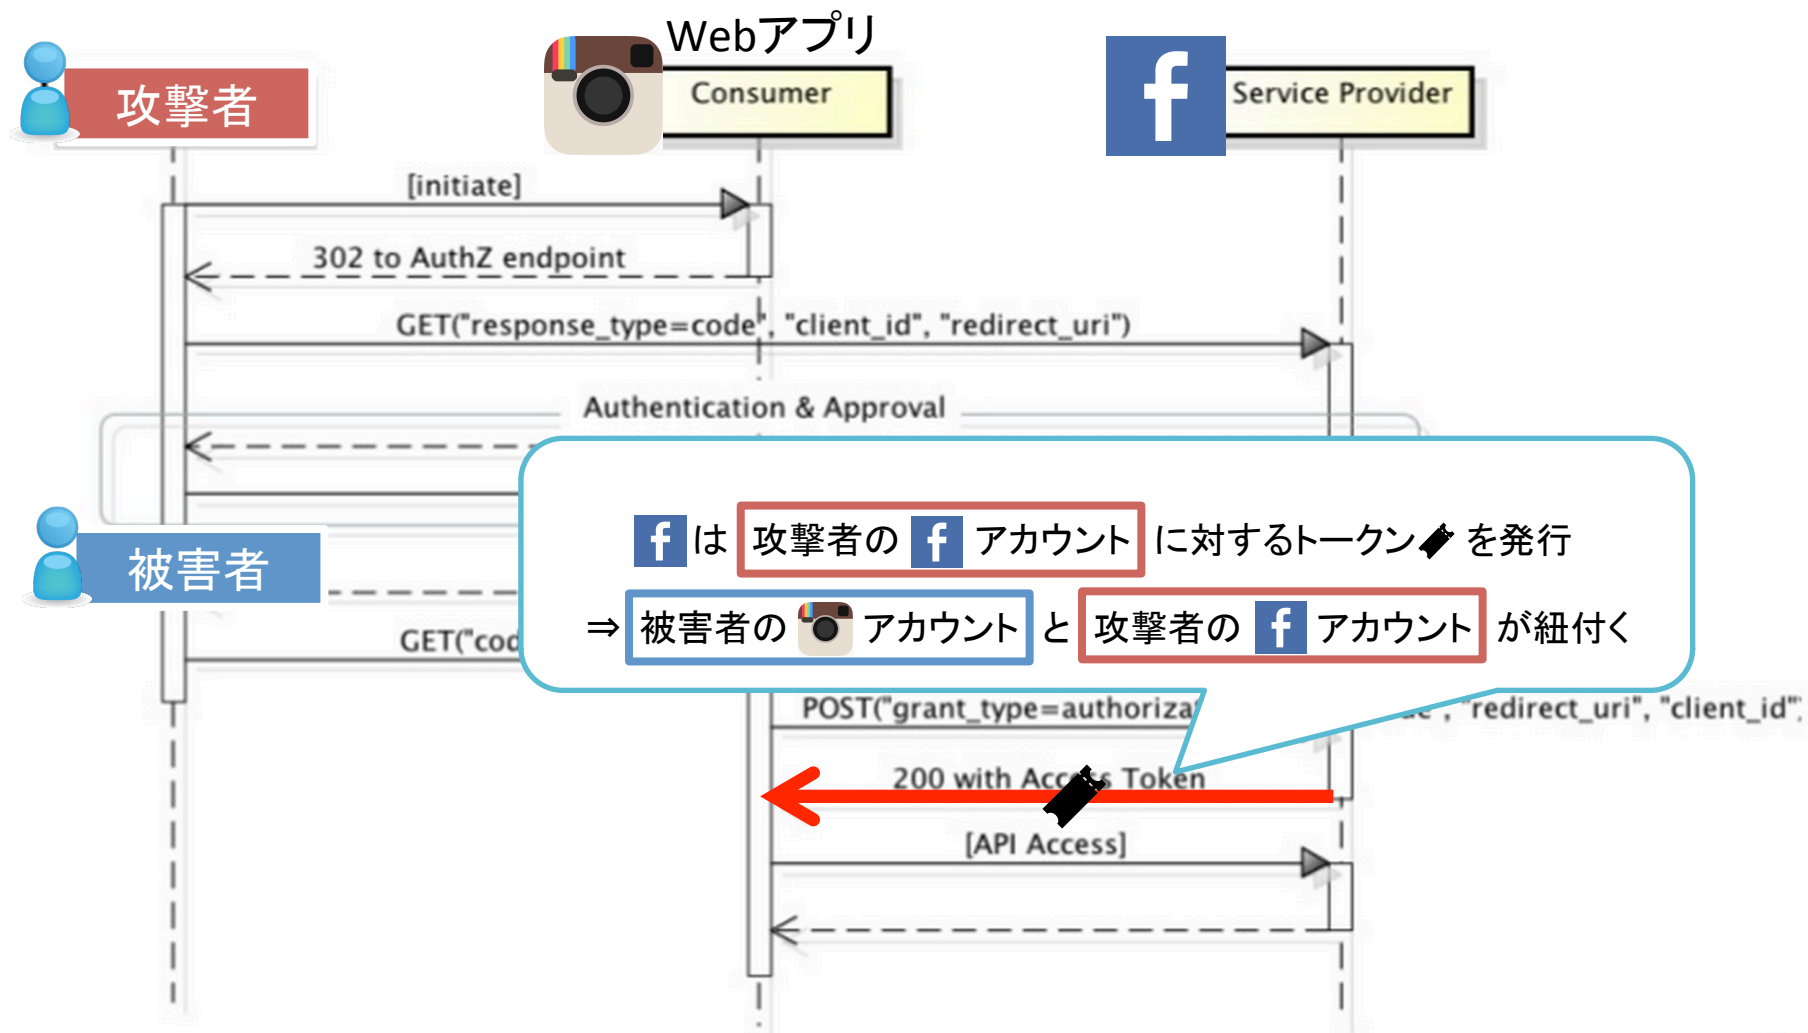 Webアプリ
攻撃者
Consumer
Service Provider
[initiate]
302 to AuthZ endpoint
GET("response_type=code", "client_id", "redirect_uri")
Authentication & Approval
は 攻撃者の アカウント に対するトークン を発行
被害者
⇒ 被害者の アカウント と 攻撃者の アカウント が紐付く
GET("cod
POST("grant_type=authoriza
"redirect_uri", "client_id"
200 with Access Token
[API Access]